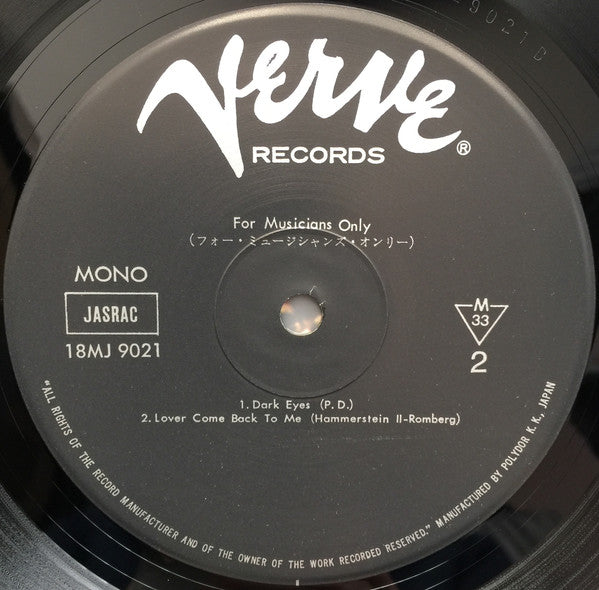 9021 B
Verve®
RECORDS
For Musicians Only
(フォー・ミュージシャンズ・オンリー)
MONO
JASRAC
18MJ 9021
M
33
2
1. Dark Eyes (P.D.)
2. Lover Come Back To Me (Hammerstein II-Romberg)
"ALL RIGHTS OF THE RECORD MANUFACTURER AND OF THE OWNER OF THE WORK RECORDED RESERVED." MANUFACTURED BY POLYDOR K. K., JAPAN